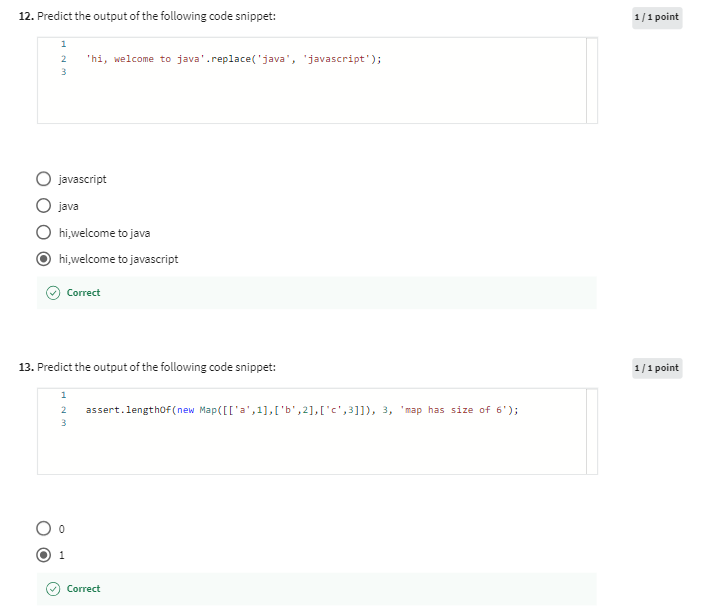 12. Predict the output of the following code snippet:
1 / 1 point
1
2 'hi, welcome to java'.replace('java', 'javascript');
3
javascript
java
hi,welcome to java
hi,welcome to javascript
Correct
13. Predict the output of the following code snippet:
1 / 1 point
1
2 assert.lengthOf(new Map([['a',1],['b',2],['c',3]]), 3, 'map has size of 6');
3
0
1
Correct